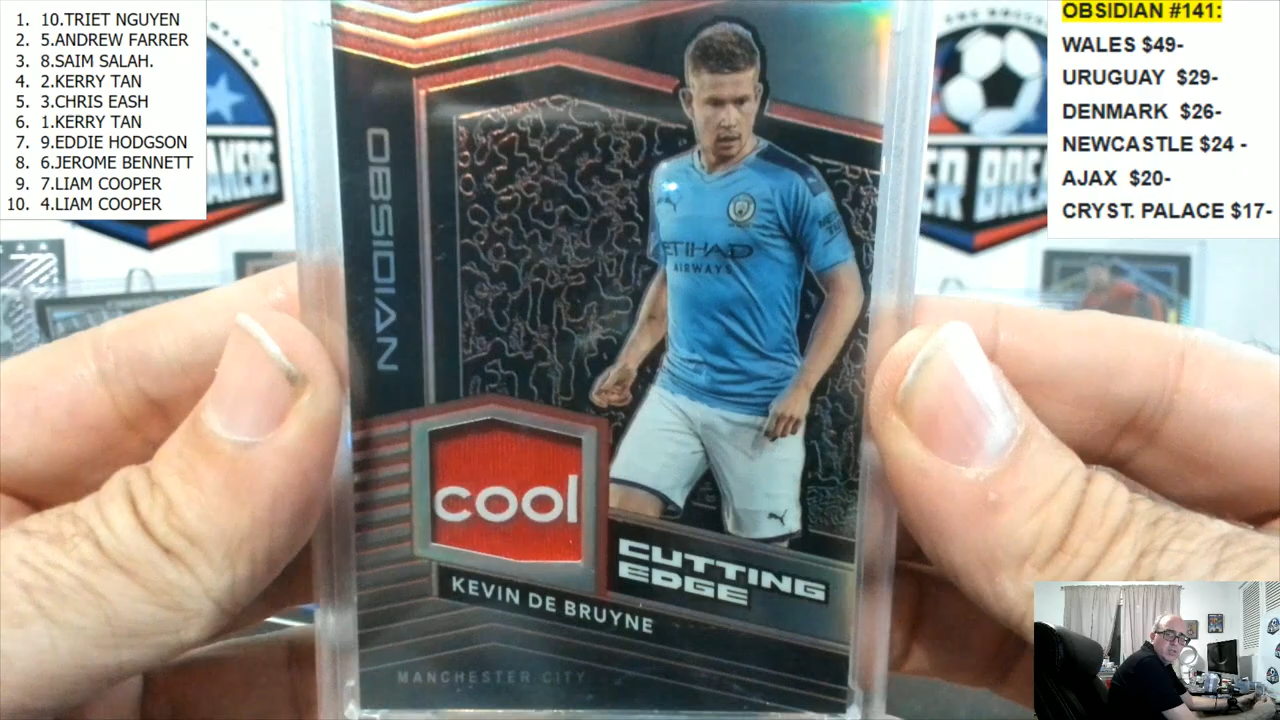 1. 10.TRIET NGUYEN
2. 5.ANDREW FARRER
3. 8.SAIM SALAH.
4. 2.KERRY TAN
5. 3.CHRIS EASH
6. 1.KERRY TAN
7. 9.EDDIE HODGSON
8. 6.JEROME BENNETT
9. 7.LIAM COOPER
10. 4.LIAM COOPER
OBSIDIAN #141:
WALES $49-
URUGUAY $29-
DENMARK $26-
NEWCASTLE $24 -
AJAX $20-
CRYST. PALACE $17-
OBSIDIAN
ETIHAD
AIRWAYS
cool
CUTTING
EDGE
KEVIN DE BRUYNE
MANCHESTER CITY